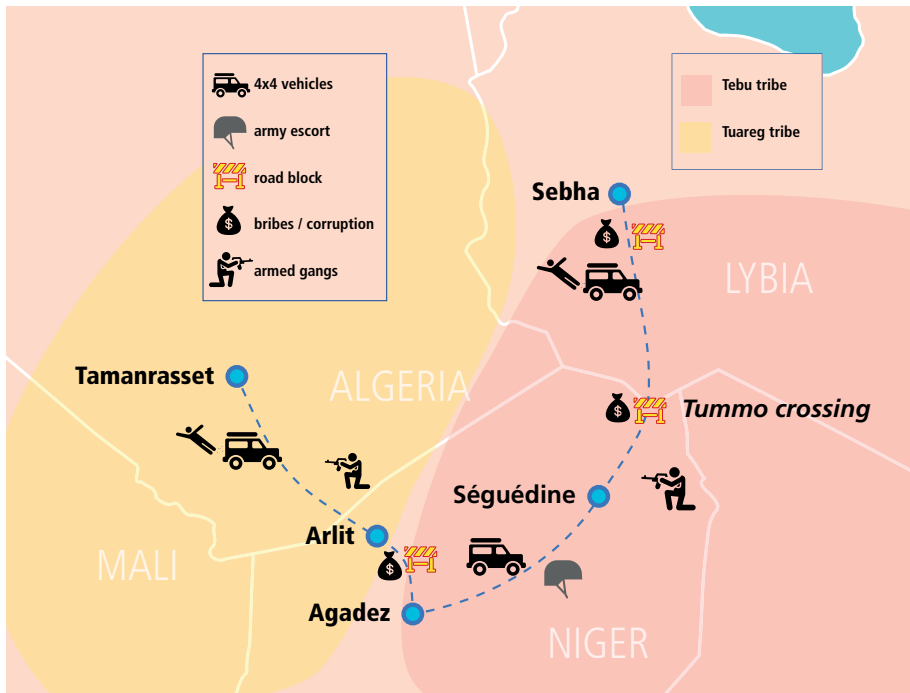 4x4 vehicles
army escort
road block
$
bribes / corruption
armed gangs
Tebu tribe
Tuareg tribe
Sebha
$
LYBIA
Tamanrasset
ALGERIA
$
Tummo crossing
Séguédine
Arlit
MALI
$
Agadez
NIGER